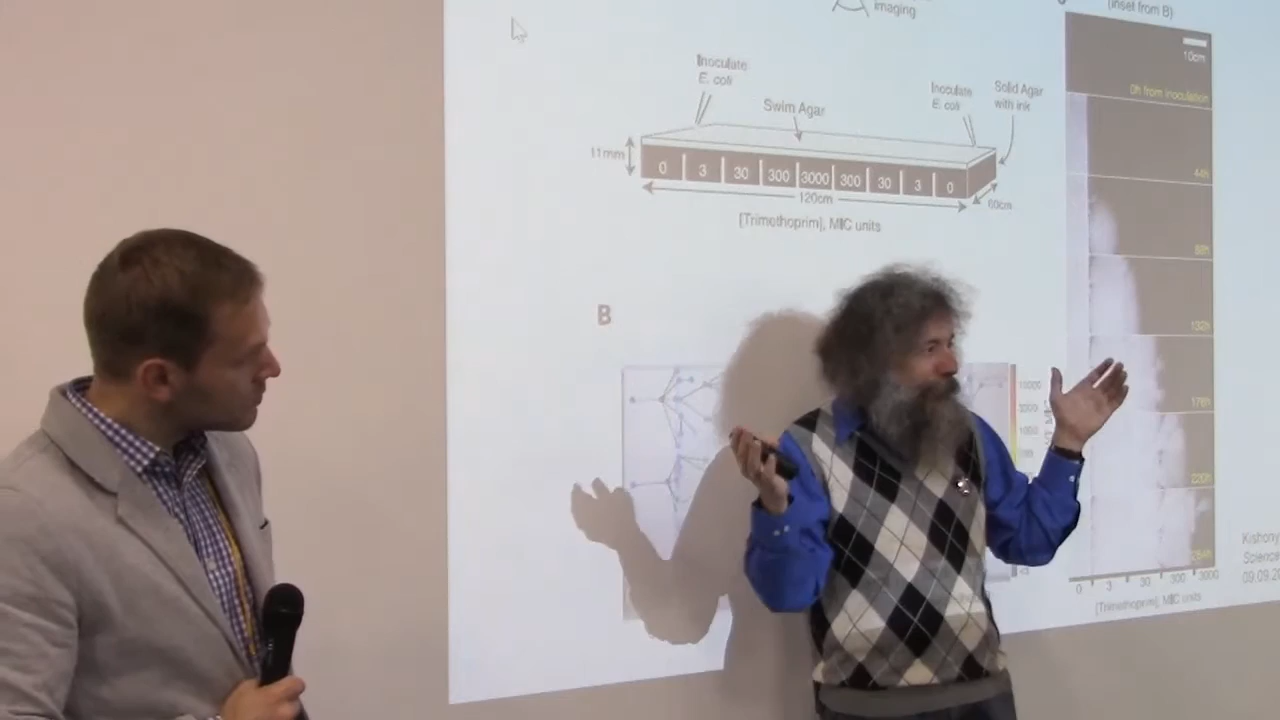 imaging
(inset from B)
Inoculate
E. coli
Swim Agar
Inoculate
E. coli
Solid Agar
with ink
11mm
0 3 30 300 3000 300 30 3 0
120cm
60cm
[Trimethoprim], MIC units
B
10cm
0h from inoculation
44h
88h
132h
176h
220h
264h
0 3 30 300 3000
[Trimethoprim], MIC units
Kishony
Science
09.09.20